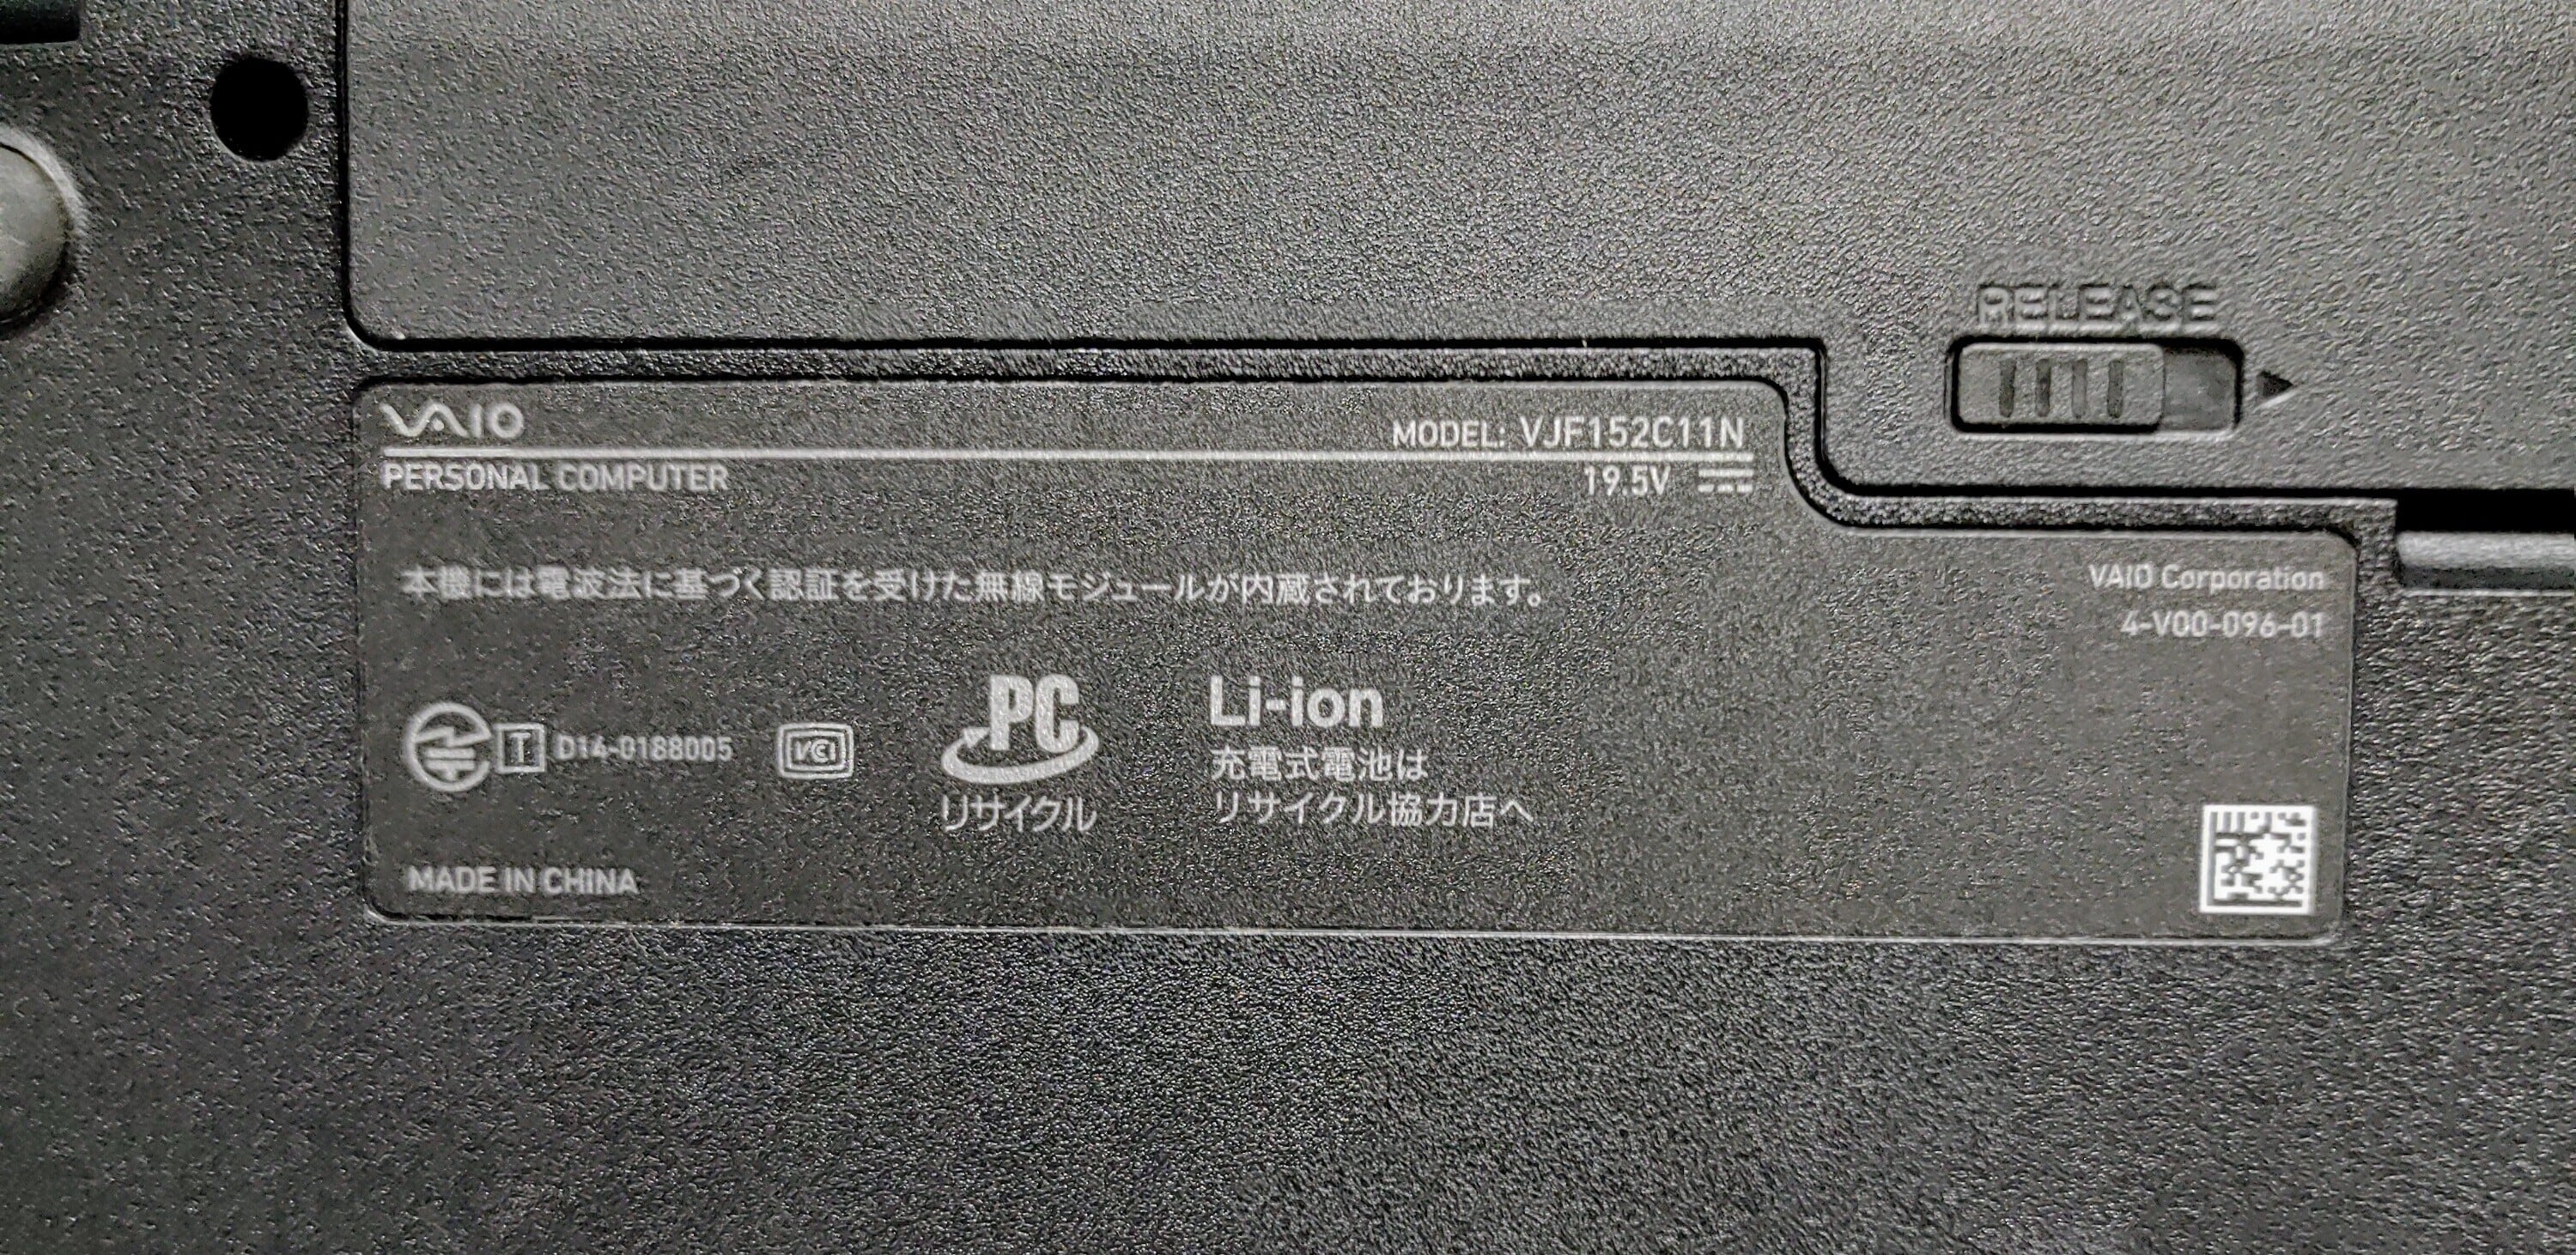 RELEASE
VAIO
MODEL: VJF152C11N
PERSONAL COMPUTER
19.5V
本機には電波法に基づく認証を受けた無線モジュールが内蔵されております。
VAIO Corporation
4-V00-096-01
T D14-0188005
VCI
PC
リサイクル
Li-ion
充電式電池は
リサイクル協力店へ
MADE IN CHINA